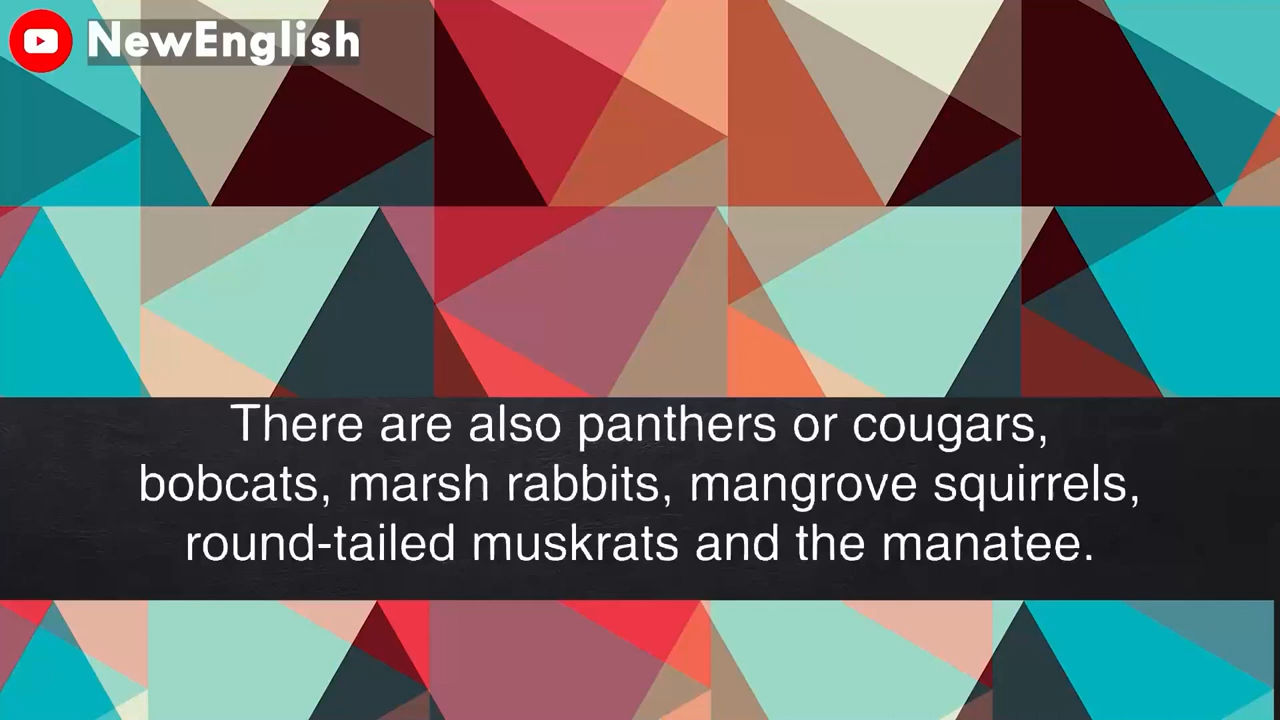 NewEnglish
There are also panthers or cougars,
bobcats, marsh rabbits, mangrove squirrels,
round-tailed muskrats and the manatee.